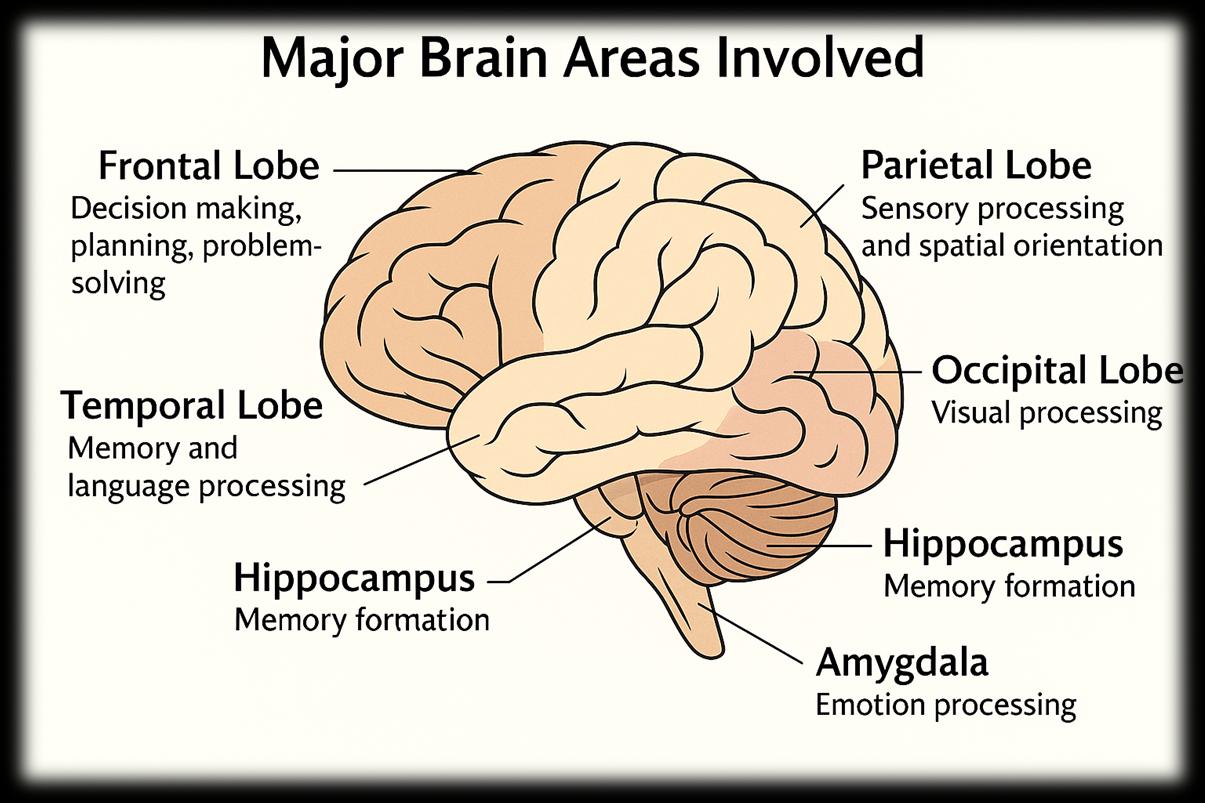 Major Brain Areas Involved
Frontal Lobe
Decision making,
planning, problem-
solving
Parietal Lobe
Sensory processing
and spatial orientation
Temporal Lobe
Memory and
language processing
Occipital Lobe
Visual processing
Hippocampus
Memory formation
Hippocampus
Memory formation
Amygdala
Emotion processing